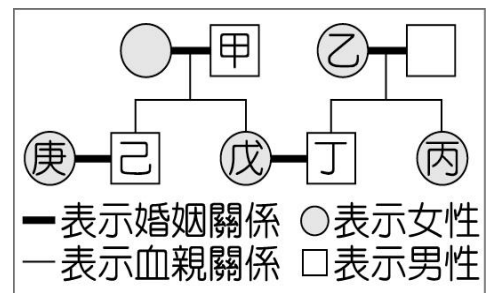 甲 乙
庚 己 戊 丁 丙
表示婚姻關係 表示女性
表示血親關係 表示男性